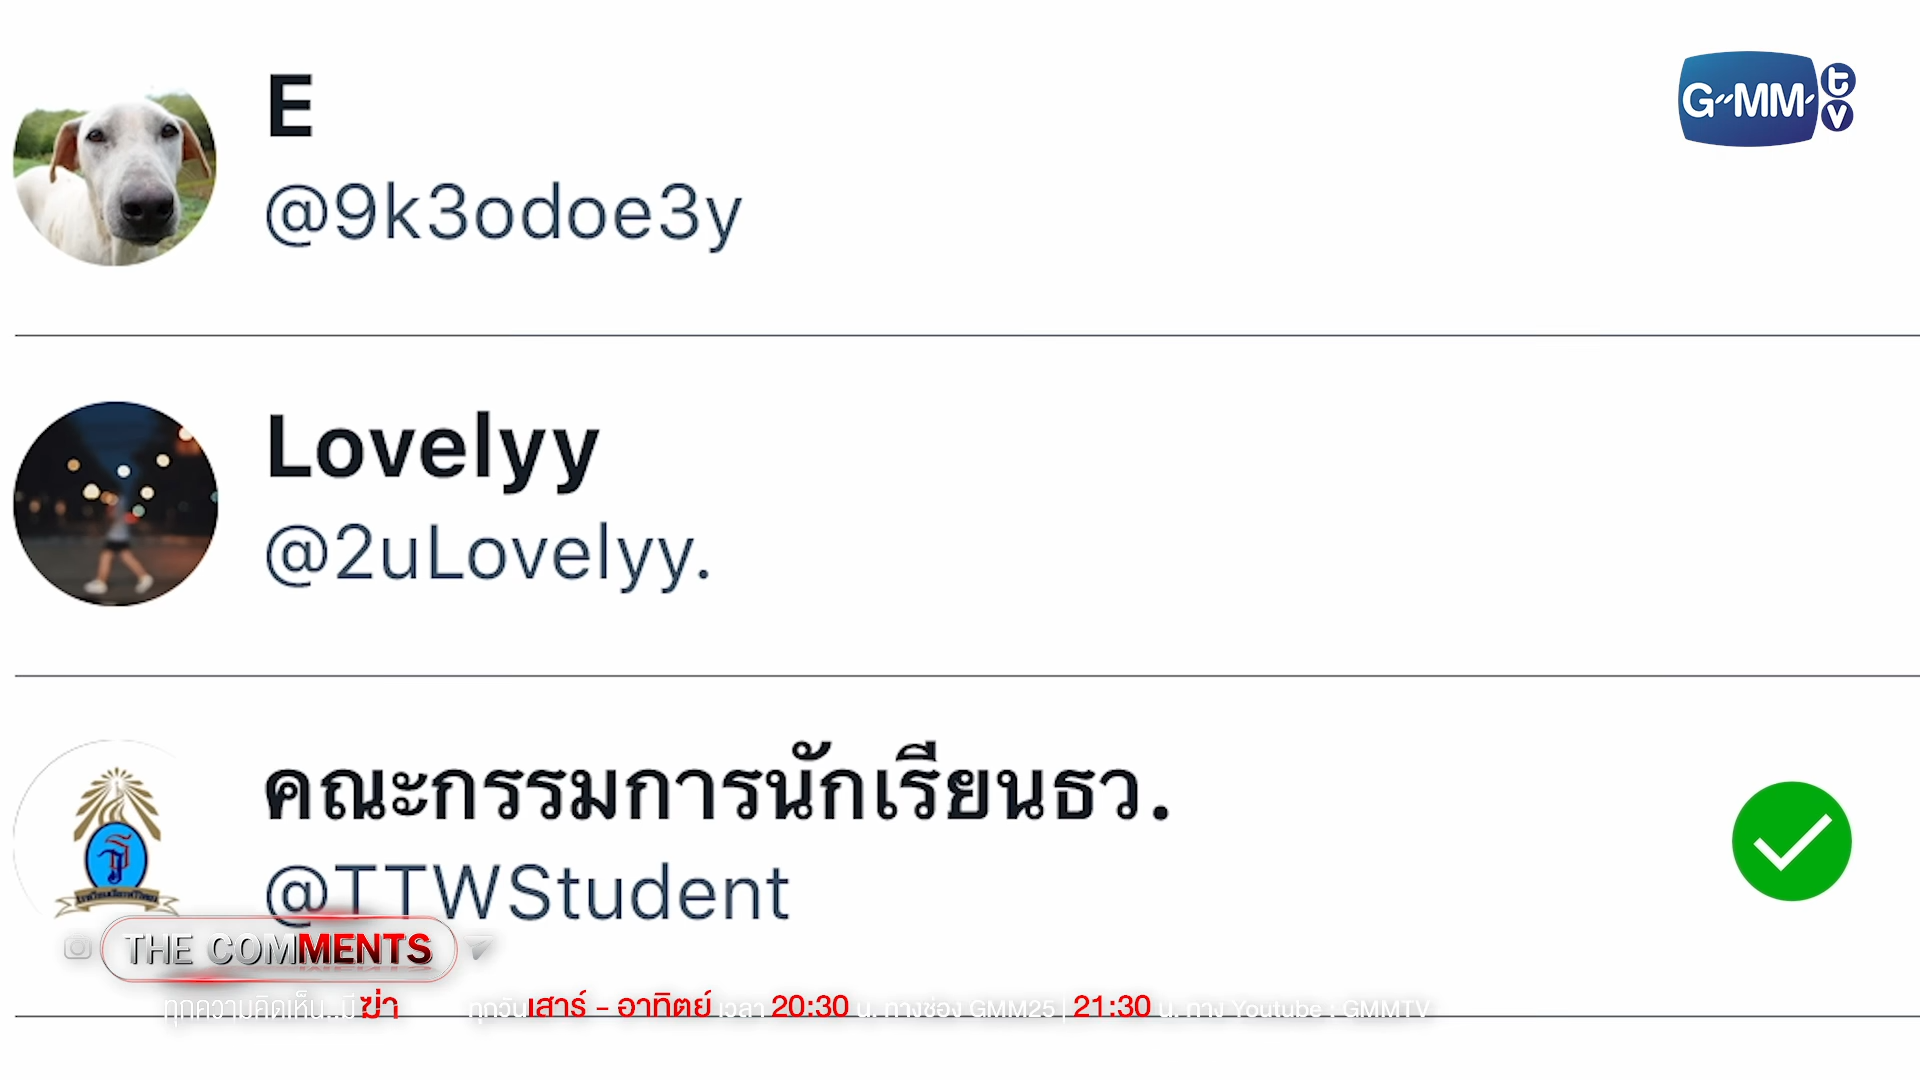 E
@9k3odoe3y
G-MM-tv
Lovelyy
@2uLovelyy.
คณะกรรมการนักเรียนธว.
@TTWStudent
THE COMMENTS
ทุกความคิดเห็น...มีฆ่า
ทุกวันเสาร์ - อาทิตย์ เวลา 20:30 น. ทางช่อง GMM25 | 21:30 น. ทาง Youtube : GMMTV